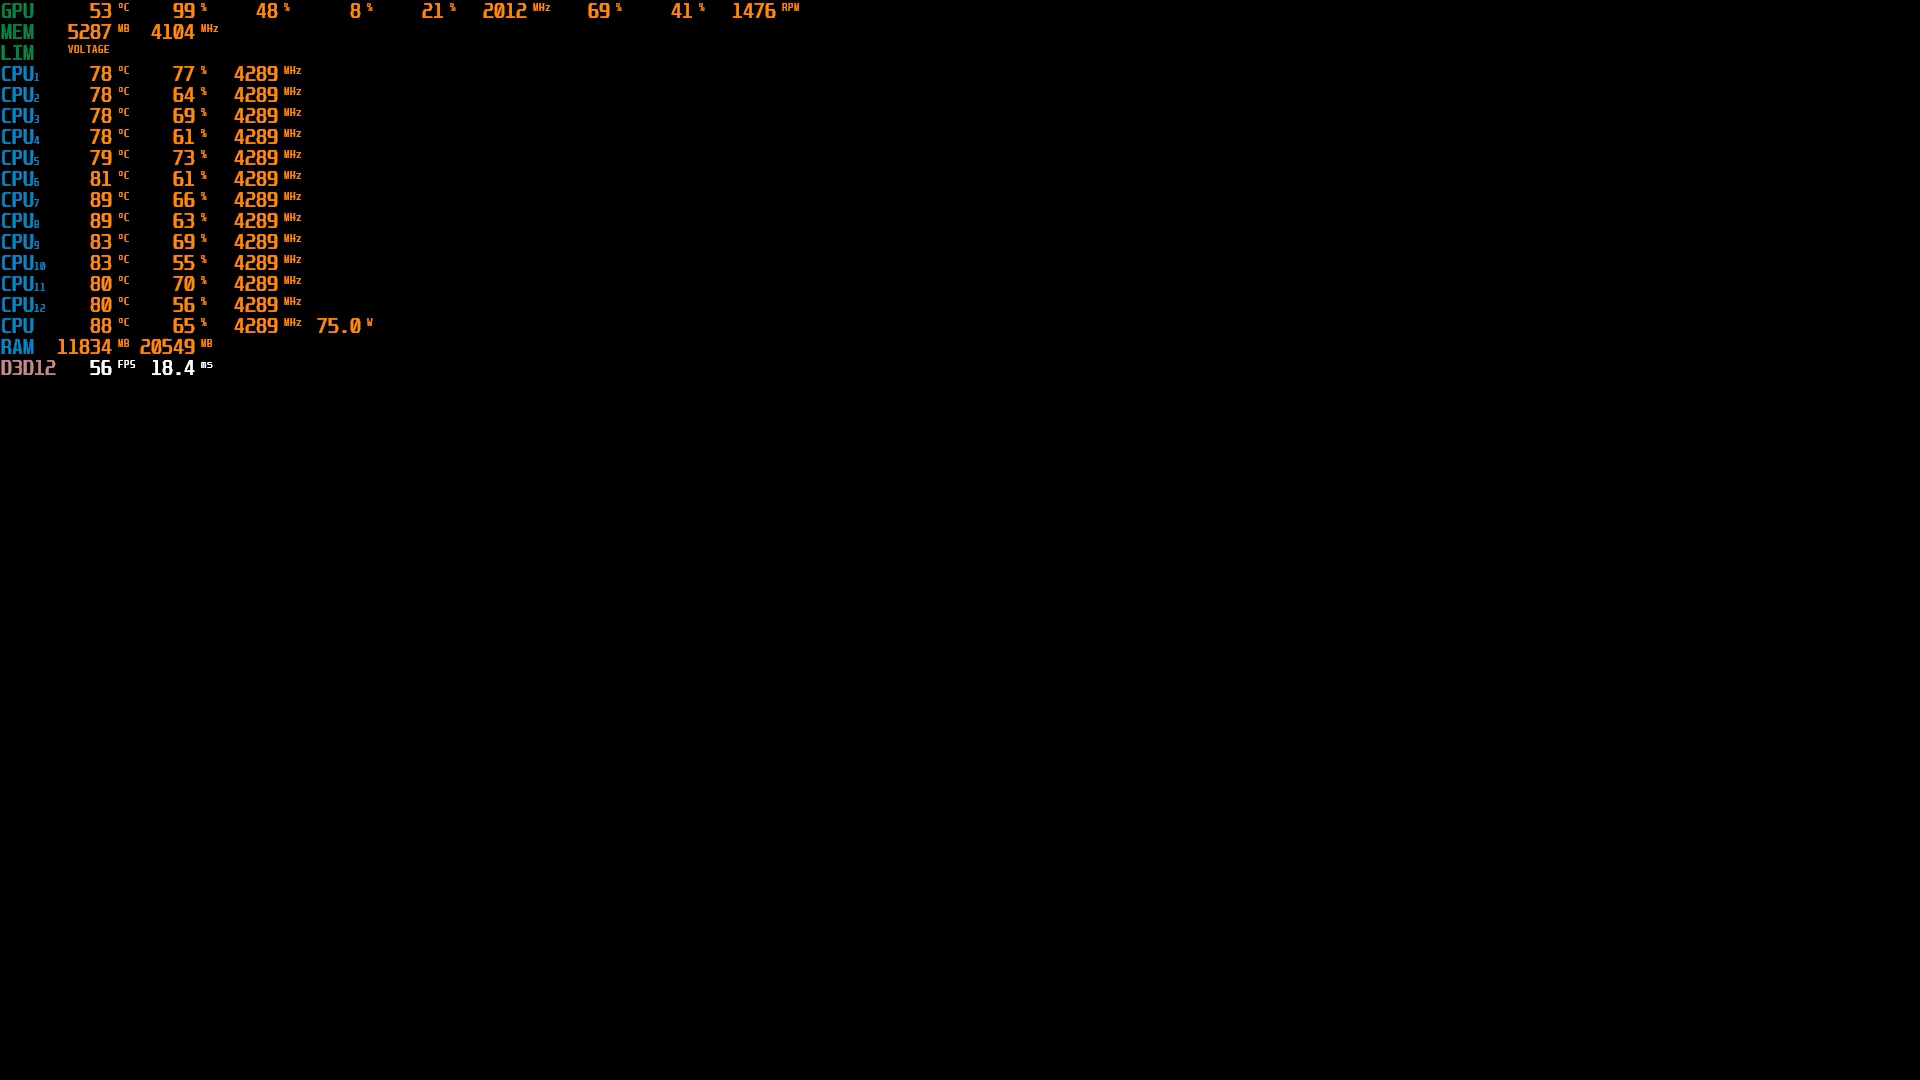 GPU 53 °C 99 % 48 % 8 % 21 % 2012 MHz 69 % 41 % 1476 RPM
MEM 5287 MB 4104 MHz
LIM VOLTAGE
CPU1 78 °C 77 % 4289 MHz
CPU2 78 °C 64 % 4289 MHz
CPU3 78 °C 69 % 4289 MHz
CPU4 78 °C 61 % 4289 MHz
CPU5 79 °C 73 % 4289 MHz
CPU6 81 °C 61 % 4289 MHz
CPU7 89 °C 66 % 4289 MHz
CPU8 89 °C 63 % 4289 MHz
CPU9 83 °C 69 % 4289 MHz
CPU10 83 °C 55 % 4289 MHz
CPU11 80 °C 70 % 4289 MHz
CPU12 80 °C 56 % 4289 MHz
CPU 88 °C 65 % 4289 MHz 75.0 W
RAM 11834 MB 20549 MB
D3D12 56 FPS 18.4 ms